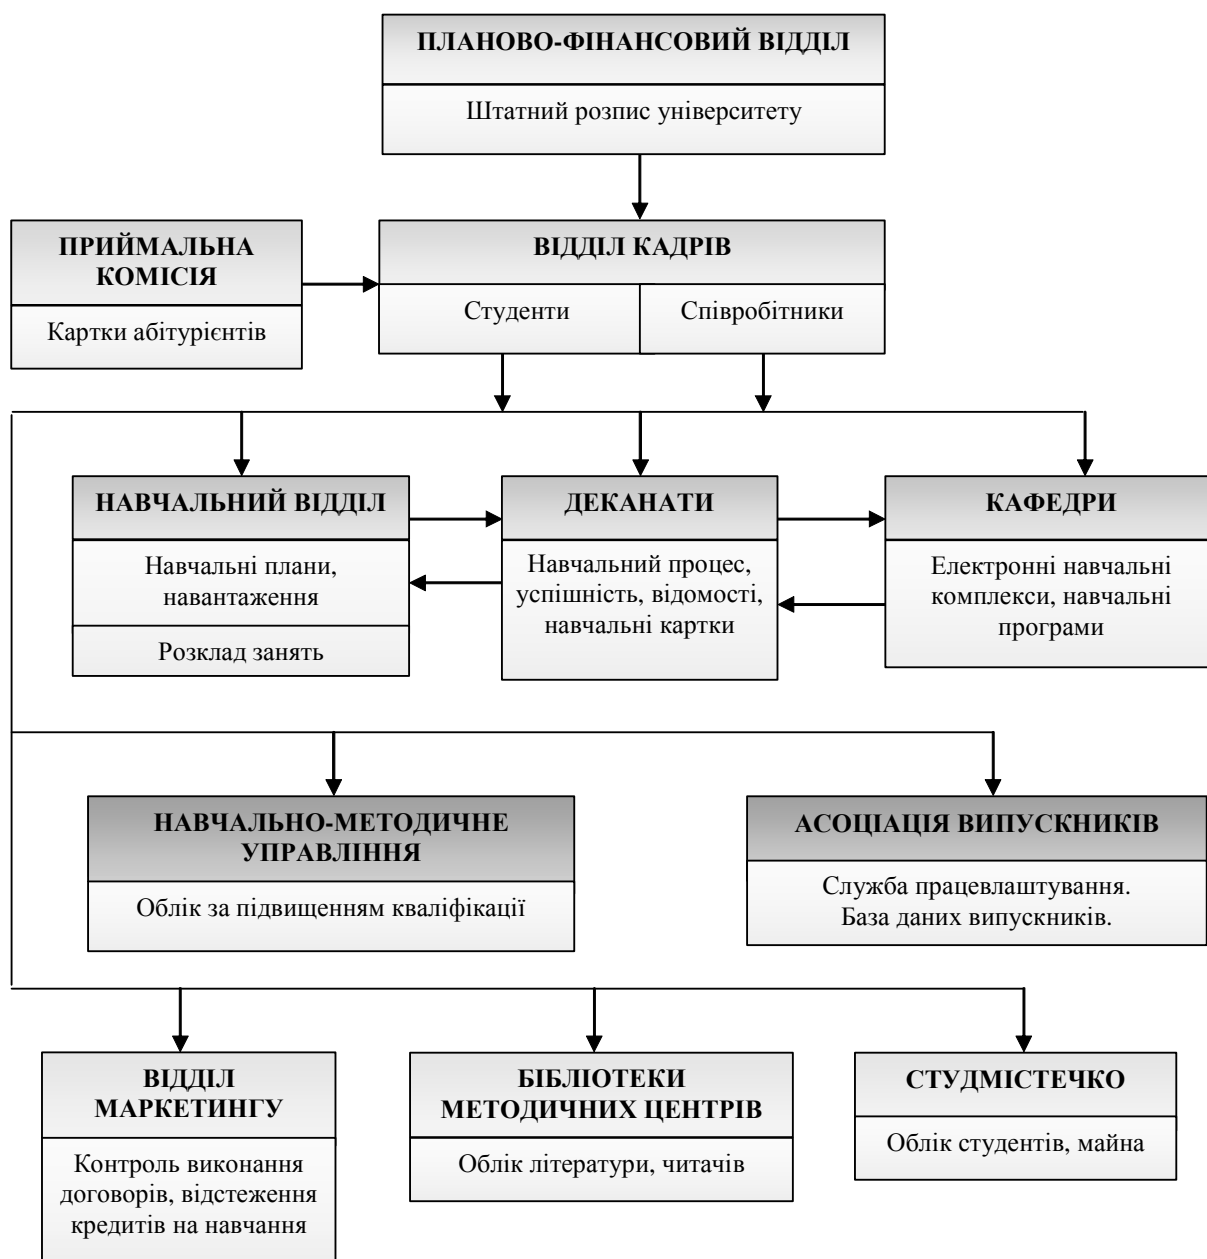 ПЛАНОВО-ФІНАНСОВИЙ ВІДДІЛ
Штатний розпис університету
ПРИЙМАЛЬНА
КОМІСІЯ
Картки абітурієнтів
ВІДДІЛ КАДРІВ
Студенти
Співробітники
НАВЧАЛЬНИЙ ВІДДІЛ
Навчальні плани,
навантаження
Розклад занять
ДЕКАНАТИ
Навчальний процес,
успішність, відомості,
навчальні картки
КАФЕДРИ
Електронні навчальні
комплекси, навчальні
програми
НАВЧАЛЬНО-МЕТОДИЧНЕ
УПРАВЛІННЯ
Облік за підвищенням кваліфікації
АСОЦІАЦІЯ ВИПУСКНИКІВ
Служба працевлаштування.
База даних випускників.
ВІДДІЛ
МАРКЕТИНГУ
Контроль виконання
договорів, відстеження
кредитів на навчання
БІБЛІОТЕКИ
МЕТОДИЧНИХ ЦЕНТРІВ
Облік літератури, читачів
СТУДМІСТЕЧКО
Облік студентів, майна